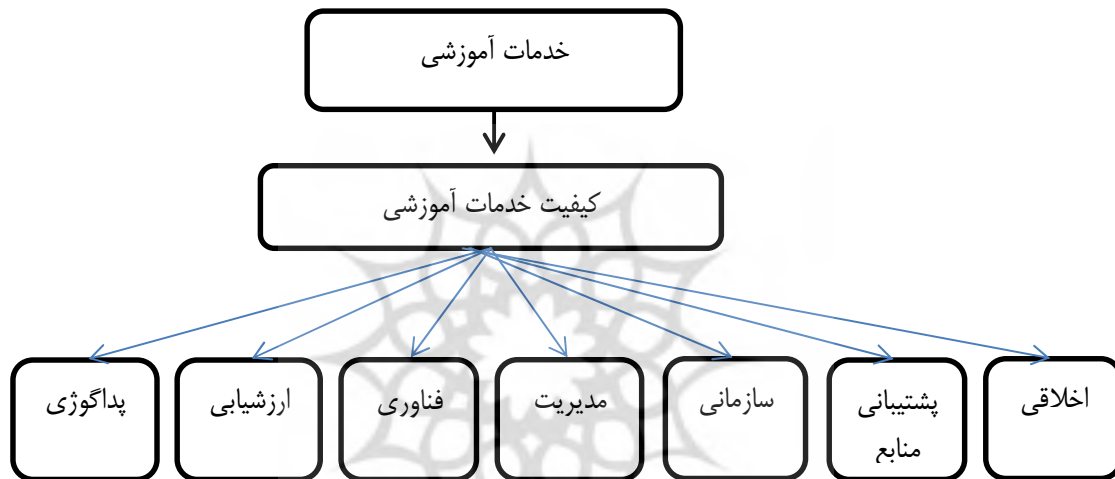 خدمات آموزشی
کیفیت خدمات آموزشی
اخلاقی
پشتیبانی
منابع
سازمانی
مدیریت
فناوری
ارزشیابی
پداگوژی